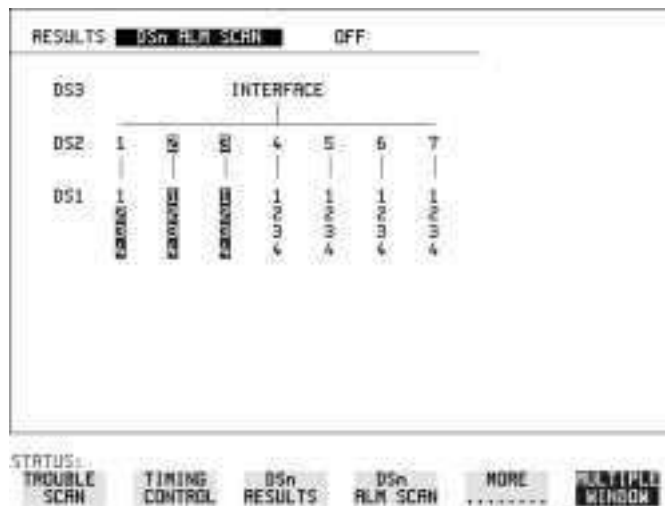 RESULTS DSn ALM SCAN OFF
DS3 INTERFACE
DS2 1 2 3 4 5 6 7
DS1 1 1 1 1 1 1 1
2 2 2 2 2 2 2
3 3 3 3 3 3 3
4 4 4 4 4 4 4
STATUS:
TROUBLE SCAN TIMING CONTROL DSn RESULTS DSn ALM SCAN MORE ........ MULTIPLE WINDOW